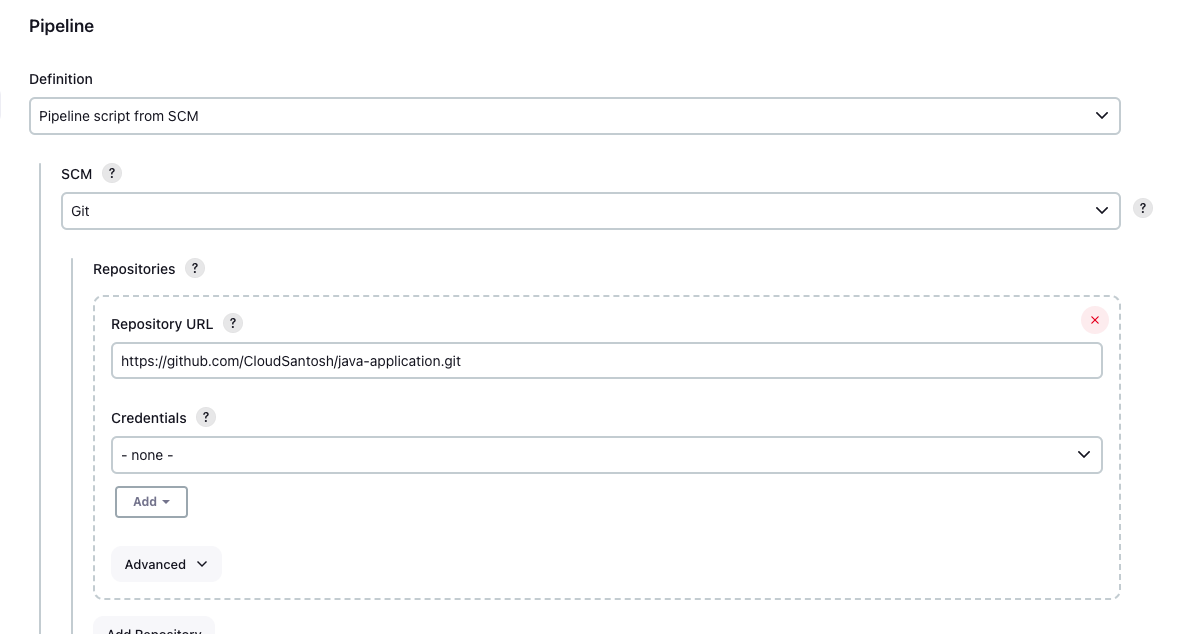 Pipeline
Definition
Pipeline script from SCM
SCM ?
Git
?
Repositories ?
Repository URL ?
https://github.com/CloudSantosh/java-application.git
Credentials ?
- none -
Add
Advanced
Add Repository